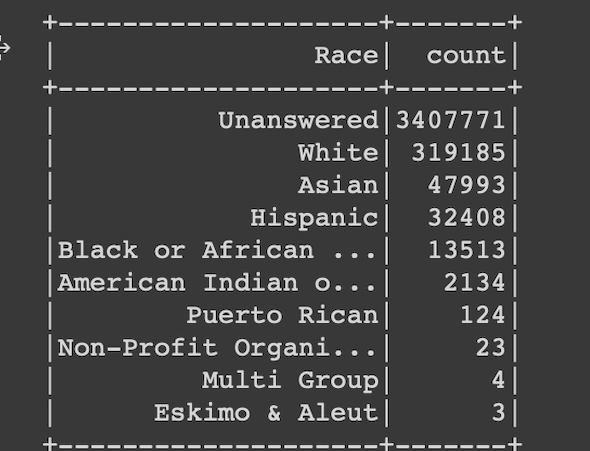 +--------------------+-------+
|                Race|  count|
+--------------------+-------+
|          Unanswered|3407771|
|               White| 319185|
|               Asian|  47993|
|            Hispanic|  32408|
|Black or African ...|  13513|
|American Indian o...|   2134|
|        Puerto Rican|    124|
|Non-Profit Organi...|     23|
|         Multi Group|      4|
|      Eskimo & Aleut|      3|
+--------------------+-------+